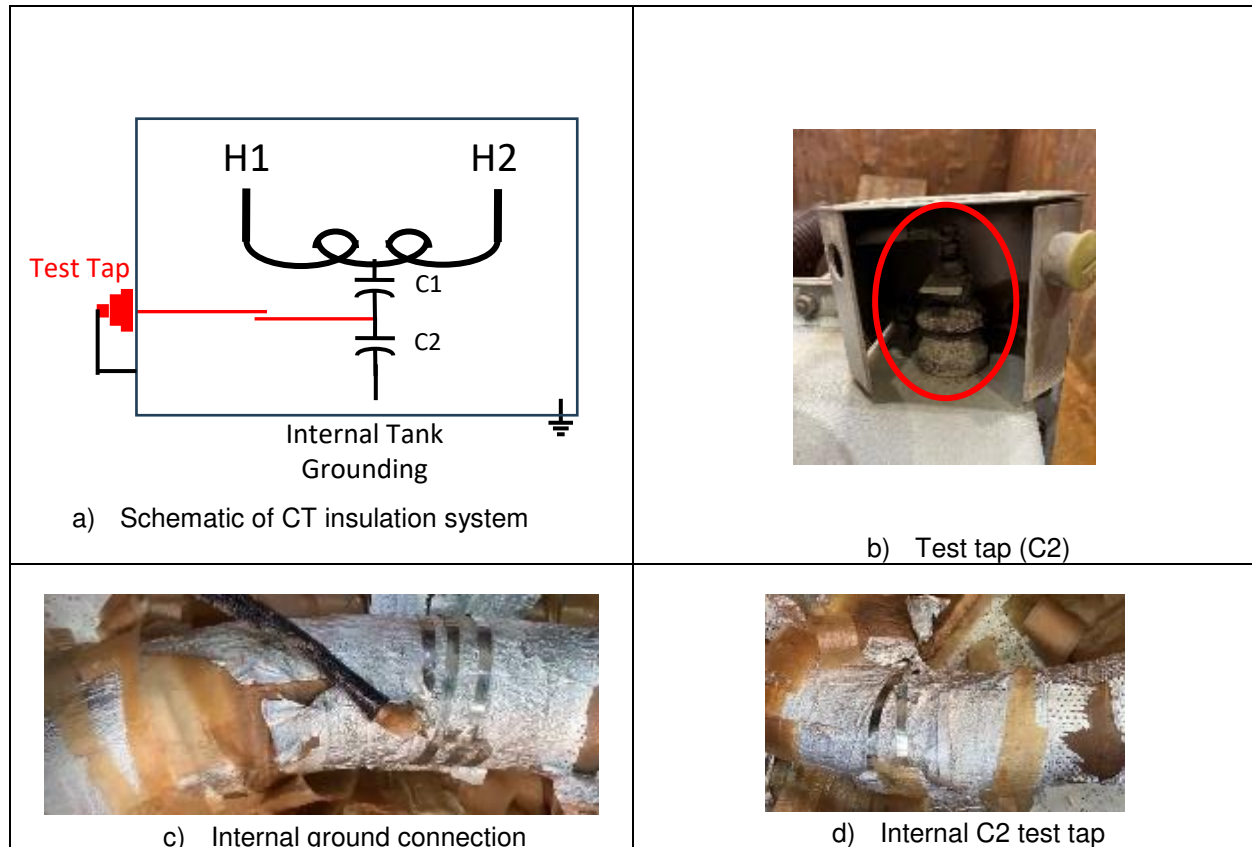 H1 H2
Test Tap
C1
C2
Internal Tank
Grounding
a) Schematic of CT insulation system
b) Test tap (C2)
c) Internal ground connection
d) Internal C2 test tap